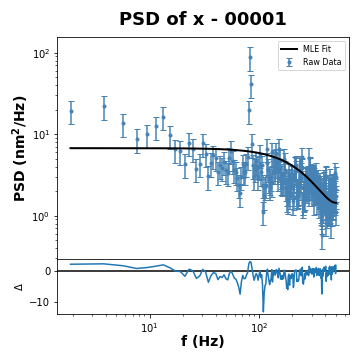 PSD of x - 00001
PSD (nm²/Hz)
10²
10¹
10⁰
MLE Fit
Raw Data
Δ
0
−10
10¹
10²
f (Hz)